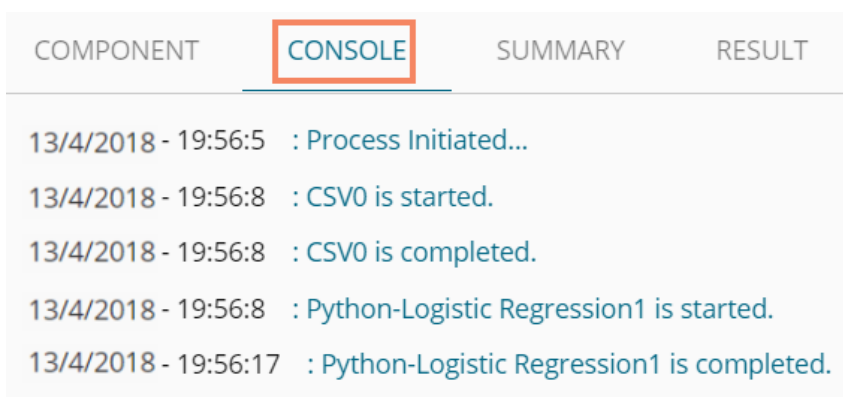 COMPONENT CONSOLE SUMMARY RESULT
13/4/2018 - 19:56:5 : Process Initiated...
13/4/2018 - 19:56:8 : CSV0 is started.
13/4/2018 - 19:56:8 : CSV0 is completed.
13/4/2018 - 19:56:8 : Python-Logistic Regression1 is started.
13/4/2018 - 19:56:17 : Python-Logistic Regression1 is completed.